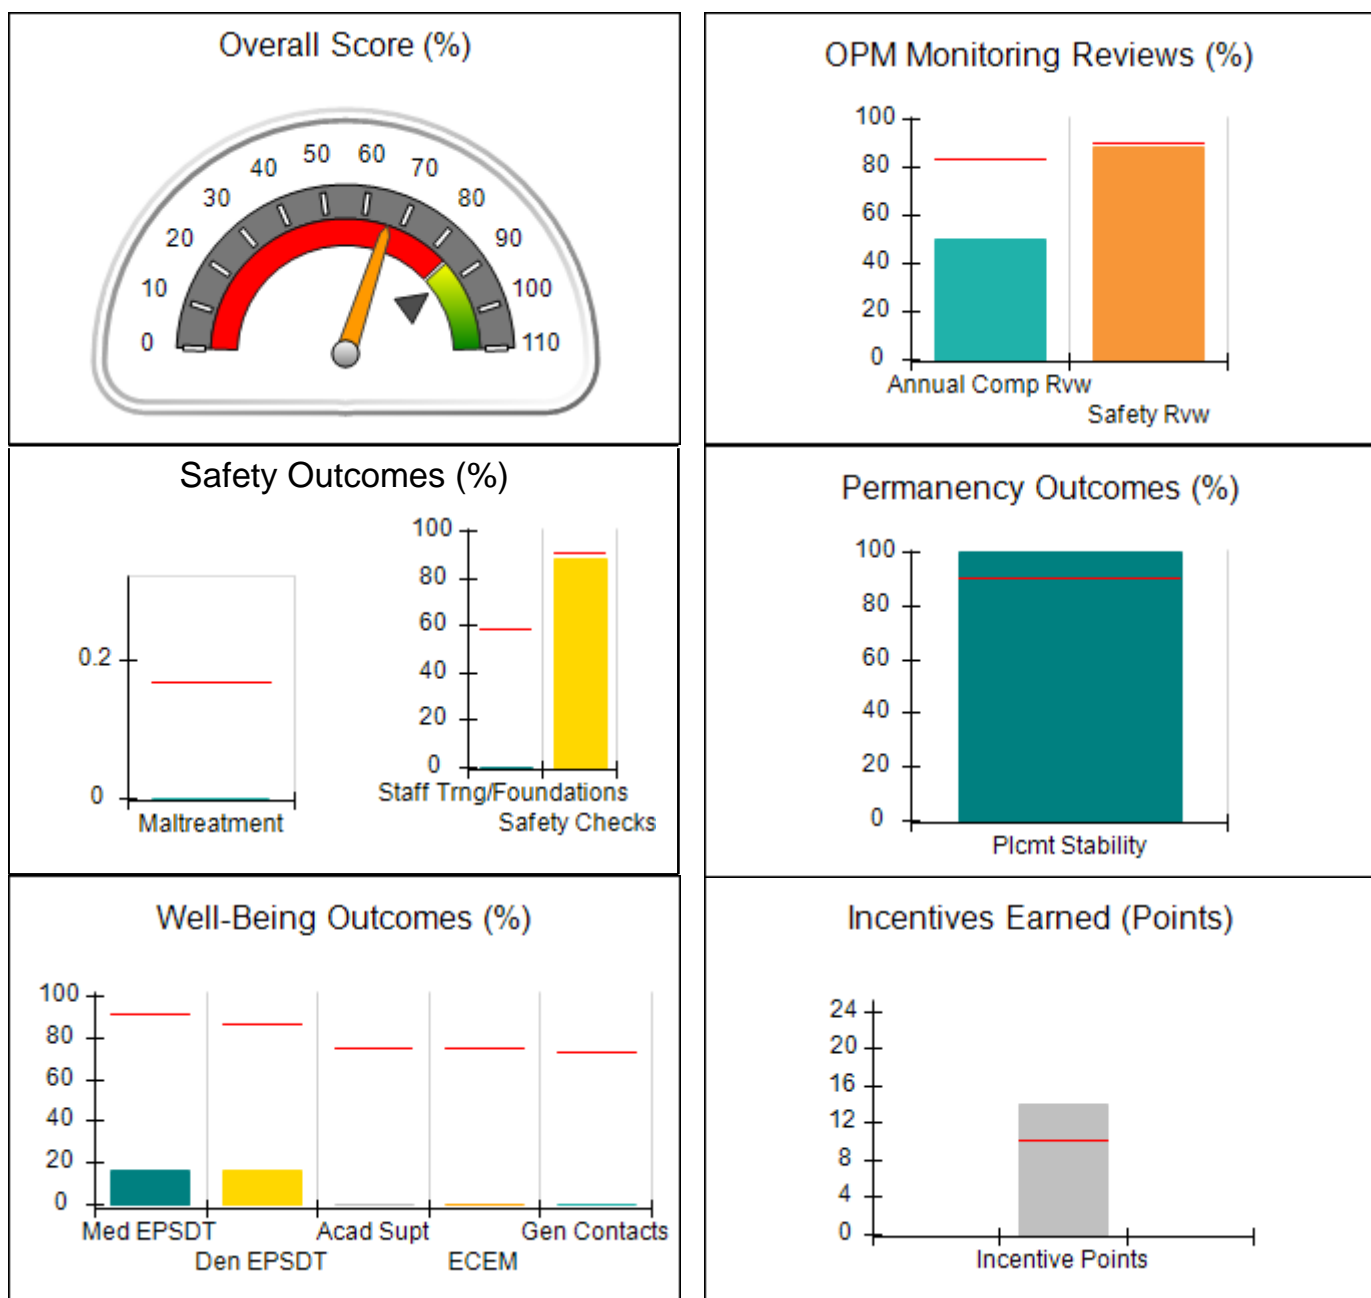 Overall Score (%)
0 10 20 30 40 50 60 70 80 90 100 110
OPM Monitoring Reviews (%)
100
80
60
40
20
0
Annual Comp Rvw
Safety Rvw
Safety Outcomes (%)
0.2
0
Maltreatment
100
80
60
40
20
0
Staff Trng/Foundations
Safety Checks
Permanency Outcomes (%)
100
80
60
40
20
0
Plcmt Stability
Well-Being Outcomes (%)
100
80
60
40
20
0
Med EPSDT Acad Supt Gen Contacts
Den EPSDT ECEM
Incentives Earned (Points)
24
20
16
12
8
4
0
Incentive Points